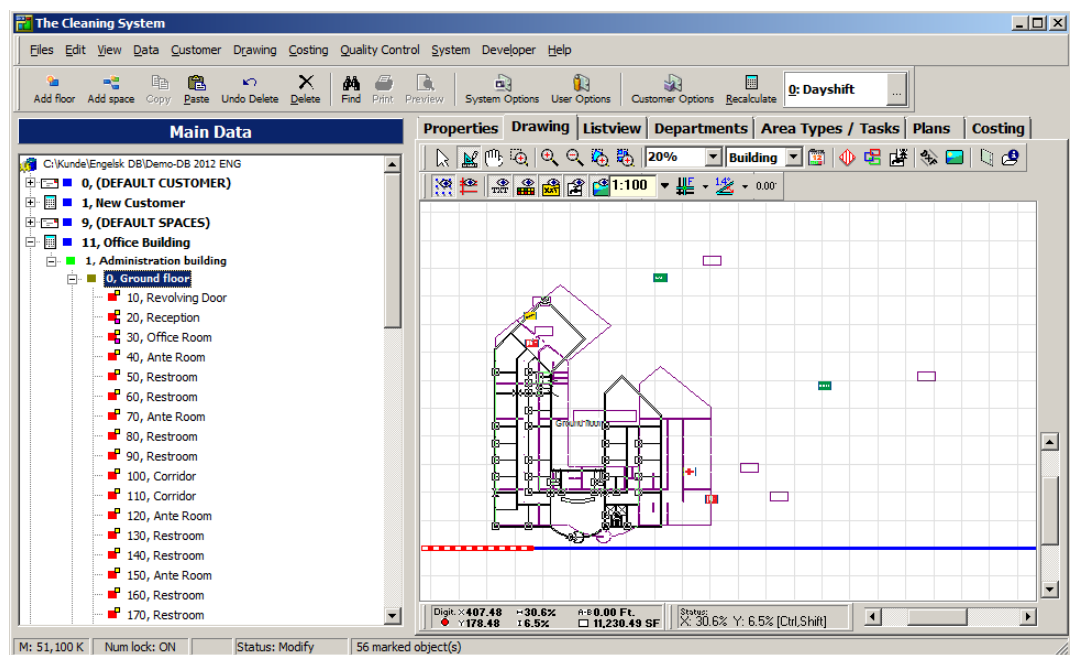 The Cleaning System
Files Edit View Data Customer Drawing Costing Quality Control System Developer Help
Add floor Add space Copy Paste Undo Delete Delete Find Print Preview System Options User Options Customer Options Recalculate 0: Dayshift ...
Main Data
Properties Drawing Listview Departments Area Types / Tasks Plans Costing
C:\Kunde\Engelsk DB\Demo-DB 2012 ENG
0, (DEFAULT CUSTOMER)
1, New Customer
9, (DEFAULT SPACES)
11, Office Building
1, Administration building
0, Ground floor
10, Revolving Door
20, Reception
30, Office Room
40, Ante Room
50, Restroom
60, Restroom
70, Ante Room
80, Restroom
90, Restroom
100, Corridor
110, Corridor
120, Ante Room
130, Restroom
140, Restroom
150, Ante Room
160, Restroom
170, Restroom
20% Building
TXT 1:100 14° 0.00°
Ground floor
Digit. X 407.48 30.6% A-B 0.00 Ft.
Y 178.48 6.5% 11,230.49 SF
Status:
X: 30.6% Y: 6.5% [Ctrl,Shift]
M: 51,100 K Num lock: ON Status: Modify 56 marked object(s)